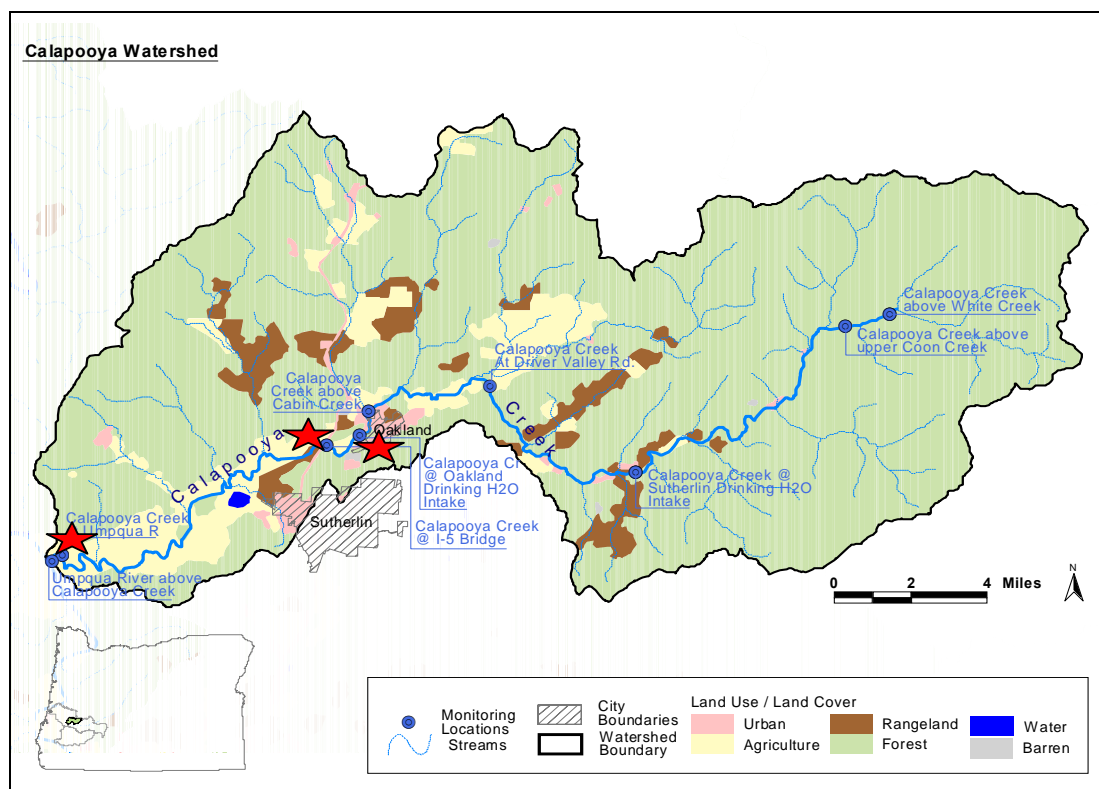 Calapooya Watershed
Calapooya Creek
above White Creek
Calapooya Creek above
upper Coon Creek
Calapooya Creek
At Driver Valley Rd.
Calapooya
Creek above
Cabin Creek
Creek
Oakland
Calapooya
Calapooya Cr
@ Oakland
Drinking H2O
Intake
Calapooya Creek @
Sutherlin Drinking H2O
Intake
Calapooya Creek
@ I-5 Bridge
Sutherlin
Calapooya Creek
Umpqua R
Umpqua River above
Calapooya Creek
0 2 4 Miles
N
Monitoring
Locations
Streams
City
Boundaries
Watershed
Boundary
Land Use / Land Cover
Urban
Agriculture
Rangeland
Forest
Water
Barren